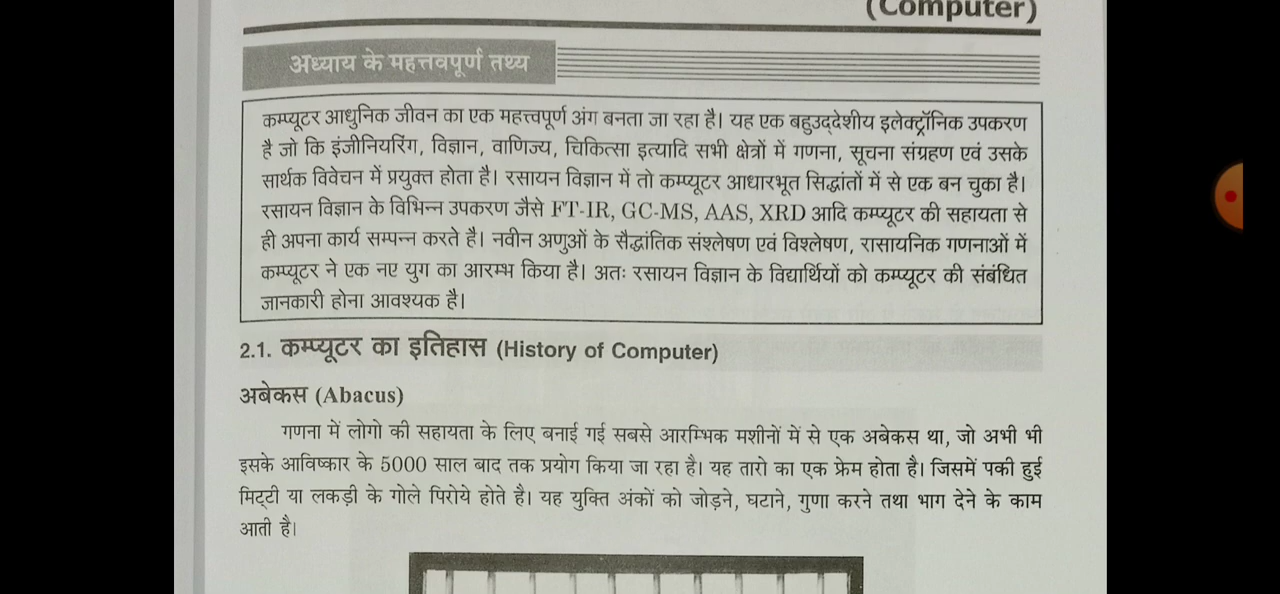 (Computer)
अध्याय के महत्तवपूर्ण तथ्य
कम्प्यूटर आधुनिक जीवन का एक महत्त्वपूर्ण अंग बनता जा रहा है। यह एक बहुउद्देशीय इलेक्ट्रॉनिक उपकरण
है जो कि इंजीनियरिंग, विज्ञान, वाणिज्य, चिकित्सा इत्यादि सभी क्षेत्रों में गणना, सूचना संग्रहण एवं उसके
सार्थक विवेचन में प्रयुक्त होता है। रसायन विज्ञान में तो कम्प्यूटर आधारभूत सिद्धांतों में से एक बन चुका है।
रसायन विज्ञान के विभिन्न उपकरण जैसे FT-IR, GC-MS, AAS, XRD आदि कम्प्यूटर की सहायता से
ही अपना कार्य सम्पन्न करते है। नवीन अणुओं के सैद्धांतिक संश्लेषण एवं विश्लेषण, रासायनिक गणनाओं में
कम्प्यूटर ने एक नए युग का आरम्भ किया है। अतः रसायन विज्ञान के विद्यार्थियों को कम्प्यूटर की संबंधित
जानकारी होना आवश्यक है।
2.1. कम्प्यूटर का इतिहास (History of Computer)
अबेकस (Abacus)
गणना में लोगो की सहायता के लिए बनाई गई सबसे आरम्भिक मशीनों में से एक अबेकस था, जो अभी भी
इसके आविष्कार के 5000 साल बाद तक प्रयोग किया जा रहा है। यह तारो का एक फ्रेम होता है। जिसमें पकी हुई
मिट्टी या लकड़ी के गोले पिरोये होते है। यह युक्ति अंकों को जोड़ने, घटाने, गुणा करने तथा भाग देने के काम
आती है।